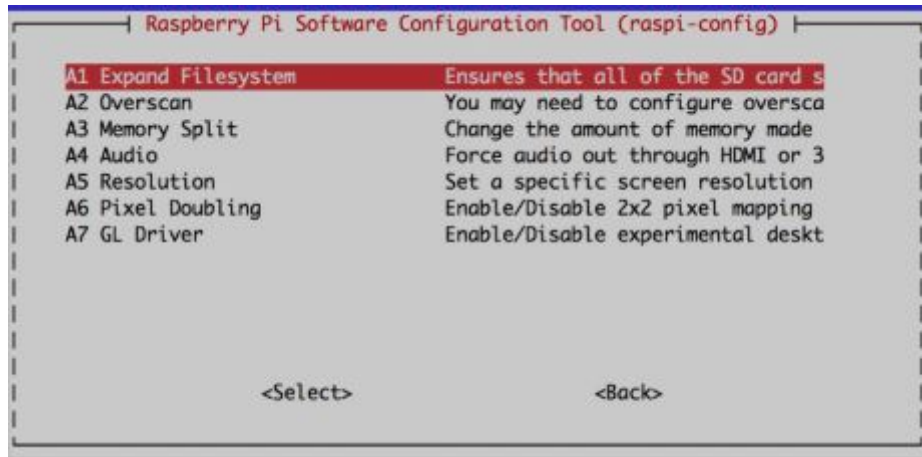 Raspberry Pi Software Configuration Tool (raspi-config)
A1 Expand Filesystem Ensures that all of the SD card s
A2 Overscan You may need to configure oversca
A3 Memory Split Change the amount of memory made
A4 Audio Force audio out through HDMI or 3
A5 Resolution Set a specific screen resolution
A6 Pixel Doubling Enable/Disable 2x2 pixel mapping
A7 GL Driver Enable/Disable experimental deskt
<Select> <Back>